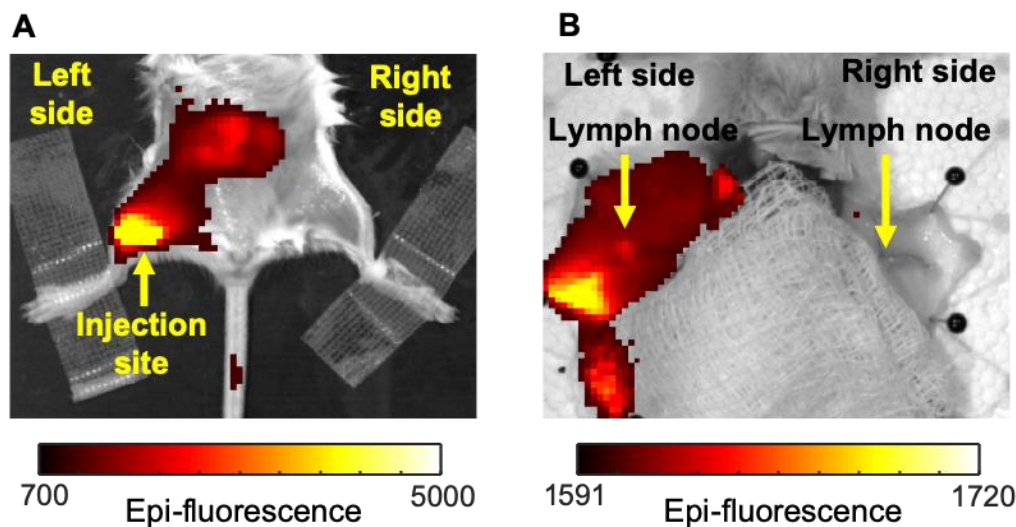 A
Left
side
Right
side
Injection
site
700
5000
Epi-fluorescence
B
Left side
Right side
Lymph node
Lymph node
1591
1720
Epi-fluorescence